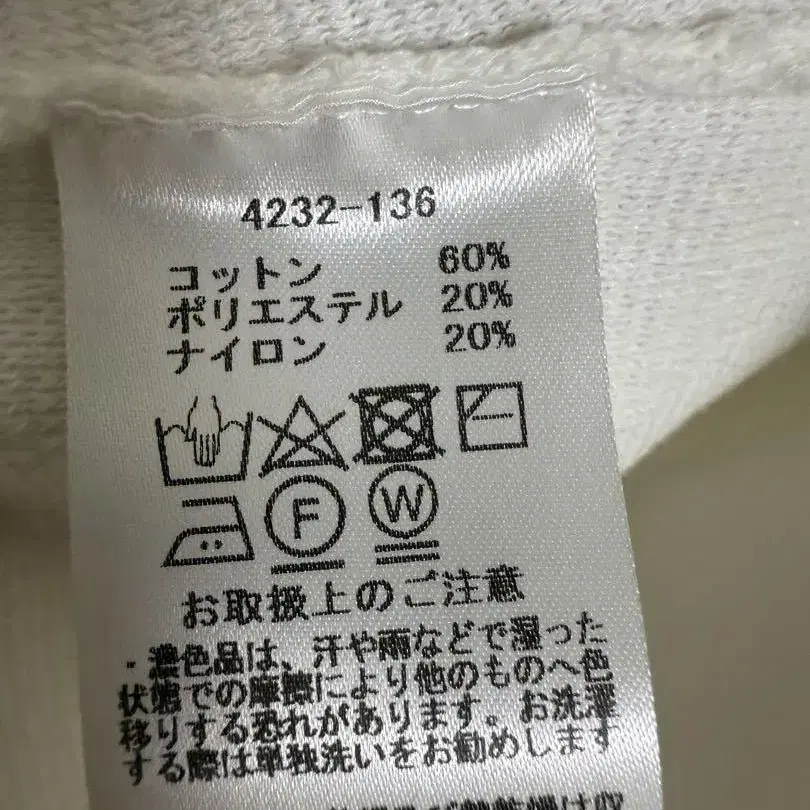 4232-136
コットン 60%
ポリエステル 20%
ナイロン 20%
F W
お取扱上のご注意
・濃色品は、汗や雨などで湿った
状態での摩擦により他のものへ色
移りする恐れがあります。お洗濯
する際は単独洗いをお勧めします